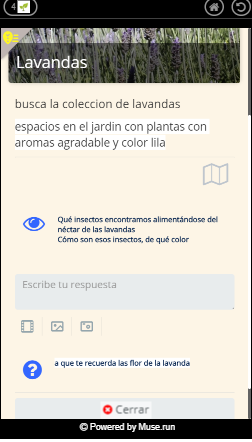 4
Lavandas
busca la coleccion de lavandas
espacios en el jardin con plantas con
aromas agradable y color lila
Qué insectos encontramos alimentándose del
néctar de las lavandas
Cómo son esos insectos, de qué color
Escribe tu respuesta
a que te recuerda las flor de la lavanda
Cerrar
Powered by Muse.run